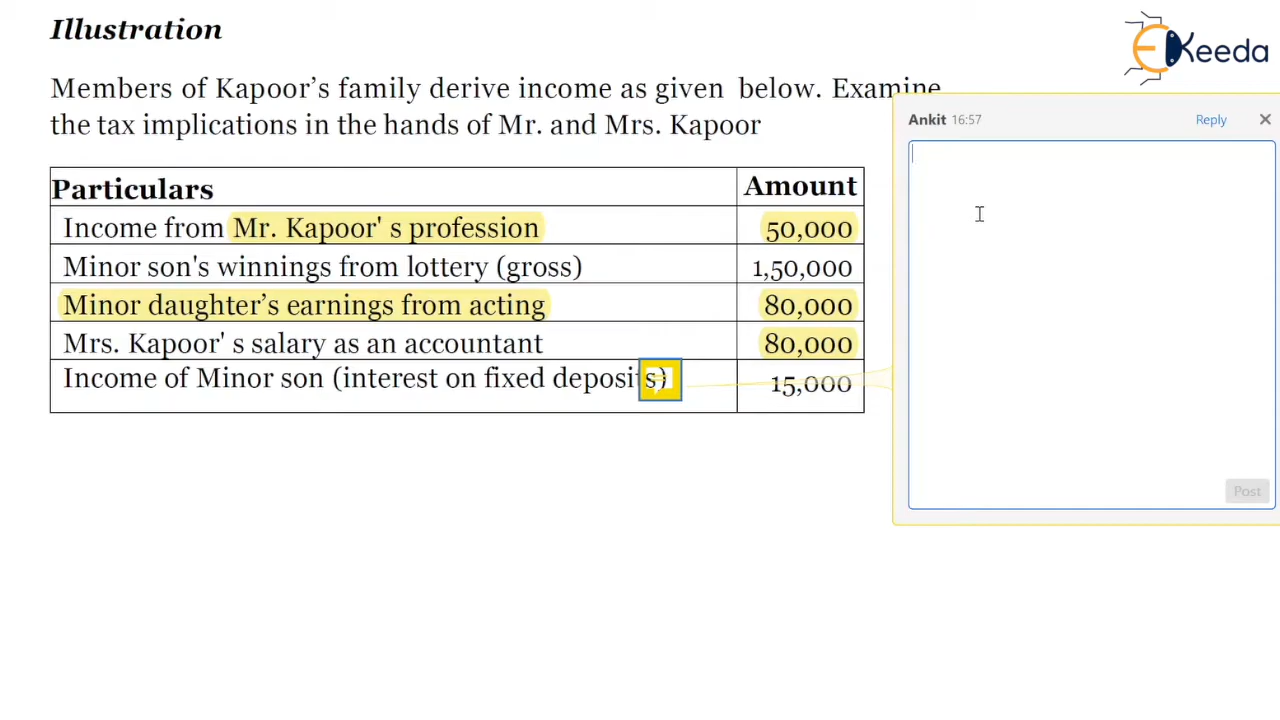 Illustration
EKeeda
Members of Kapoor’s family derive income as given below. Examine
the tax implications in the hands of Mr. and Mrs. Kapoor
Ankit 16:57 Reply
Particulars Amount
Income from Mr. Kapoor' s profession 50,000
Minor son's winnings from lottery (gross) 1,50,000
Minor daughter’s earnings from acting 80,000
Mrs. Kapoor' s salary as an accountant 80,000
Income of Minor son (interest on fixed deposits) 15,000
Post